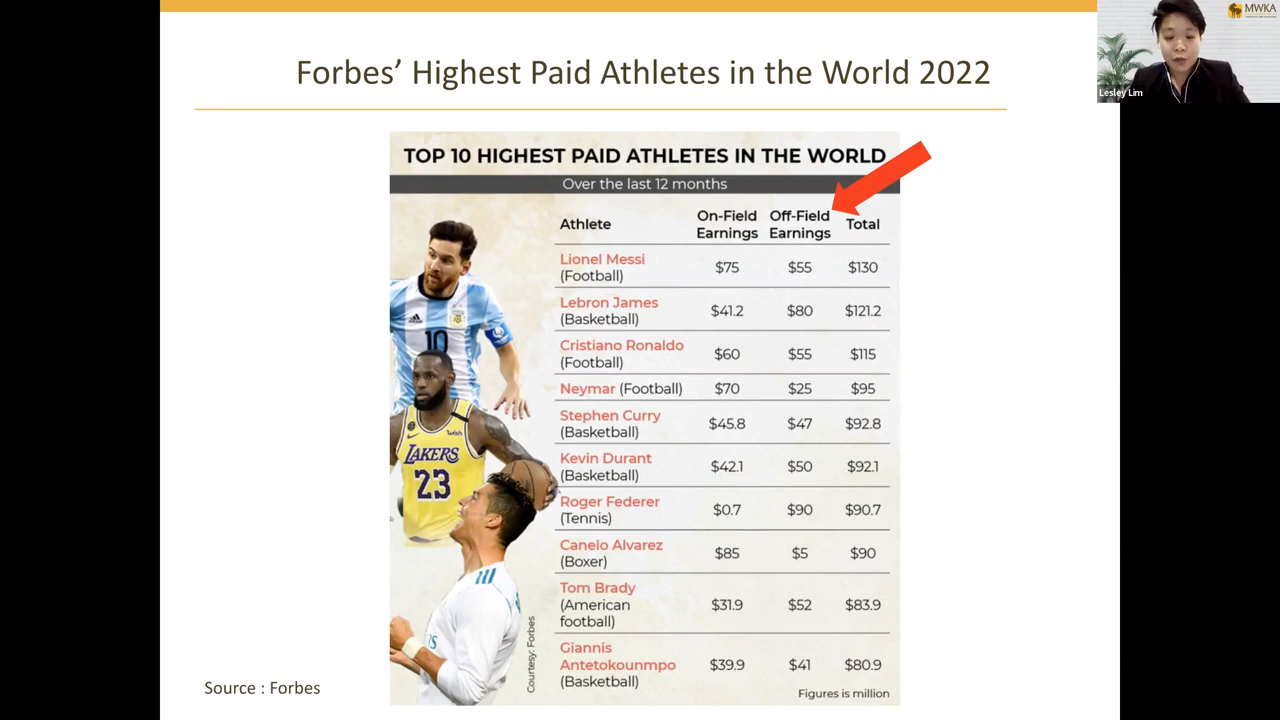 Forbes’ Highest Paid Athletes in the World 2022
MWKA
Lesley Lim
TOP 10 HIGHEST PAID ATHLETES IN THE WORLD
Over the last 12 months
Athlete On-Field Earnings Off-Field Earnings Total
Lionel Messi (Football) $75 $55 $130
Lebron James (Basketball) $41.2 $80 $121.2
Cristiano Ronaldo (Football) $60 $55 $115
Neymar (Football) $70 $25 $95
Stephen Curry (Basketball) $45.8 $47 $92.8
Kevin Durant (Basketball) $42.1 $50 $92.1
Roger Federer (Tennis) $0.7 $90 $90.7
Canelo Alvarez (Boxer) $85 $5 $90
Tom Brady (American football) $31.9 $52 $83.9
Giannis Antetokounmpo (Basketball) $39.9 $41 $80.9
Figures is million
Courtesy: Forbes
10
LAKERS
23
Source : Forbes